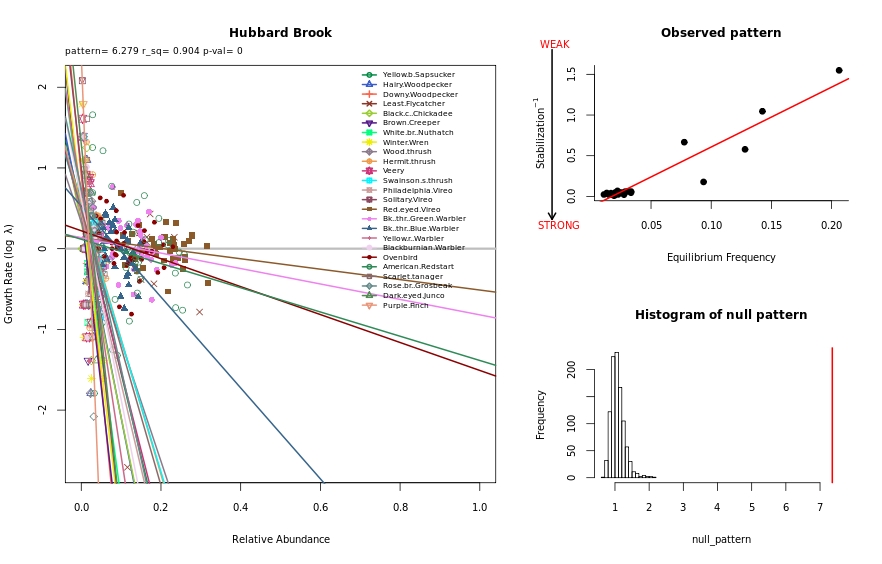 Hubbard Brook
pattern= 6.279 r_sq= 0.904 p-val= 0
Growth Rate (log λ)
2
1
0
-1
-2
0.0 0.2 0.4 0.6 0.8 1.0
Relative Abundance
Yellow.b.Sapsucker
Hairy.Woodpecker
Downy.Woodpecker
Least.Flycatcher
Black.c..Chickadee
Brown.Creeper
White.br..Nuthatch
Winter.Wren
Wood.thrush
Hermit.thrush
Veery
Swainson.s.thrush
Philadelphia.Vireo
Solitary.Vireo
Red.eyed.Vireo
Bk.thr..Green.Warbler
Bk.thr..Blue.Warbler
Yellow.r..Warbler
Blackburnian.Warbler
Ovenbird
American.Redstart
Scarlet.tanager
Rose.br..Grosbeak
Dark.eyed.Junco
Purple.finch
WEAK
STRONG
Observed pattern
Stabilization⁻¹
1.5
1.0
0.5
0.0
0.05 0.10 0.15 0.20
Equilibrium Frequency
Histogram of null pattern
Frequency
200
100
50
0
1 2 3 4 5 6 7
null_pattern